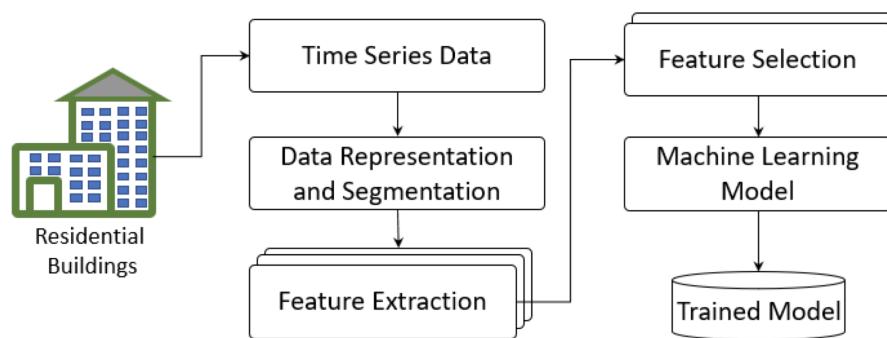 Residential
Buildings
Time Series Data
Data Representation
and Segmentation
Feature Extraction
Feature Selection
Machine Learning
Model
Trained Model